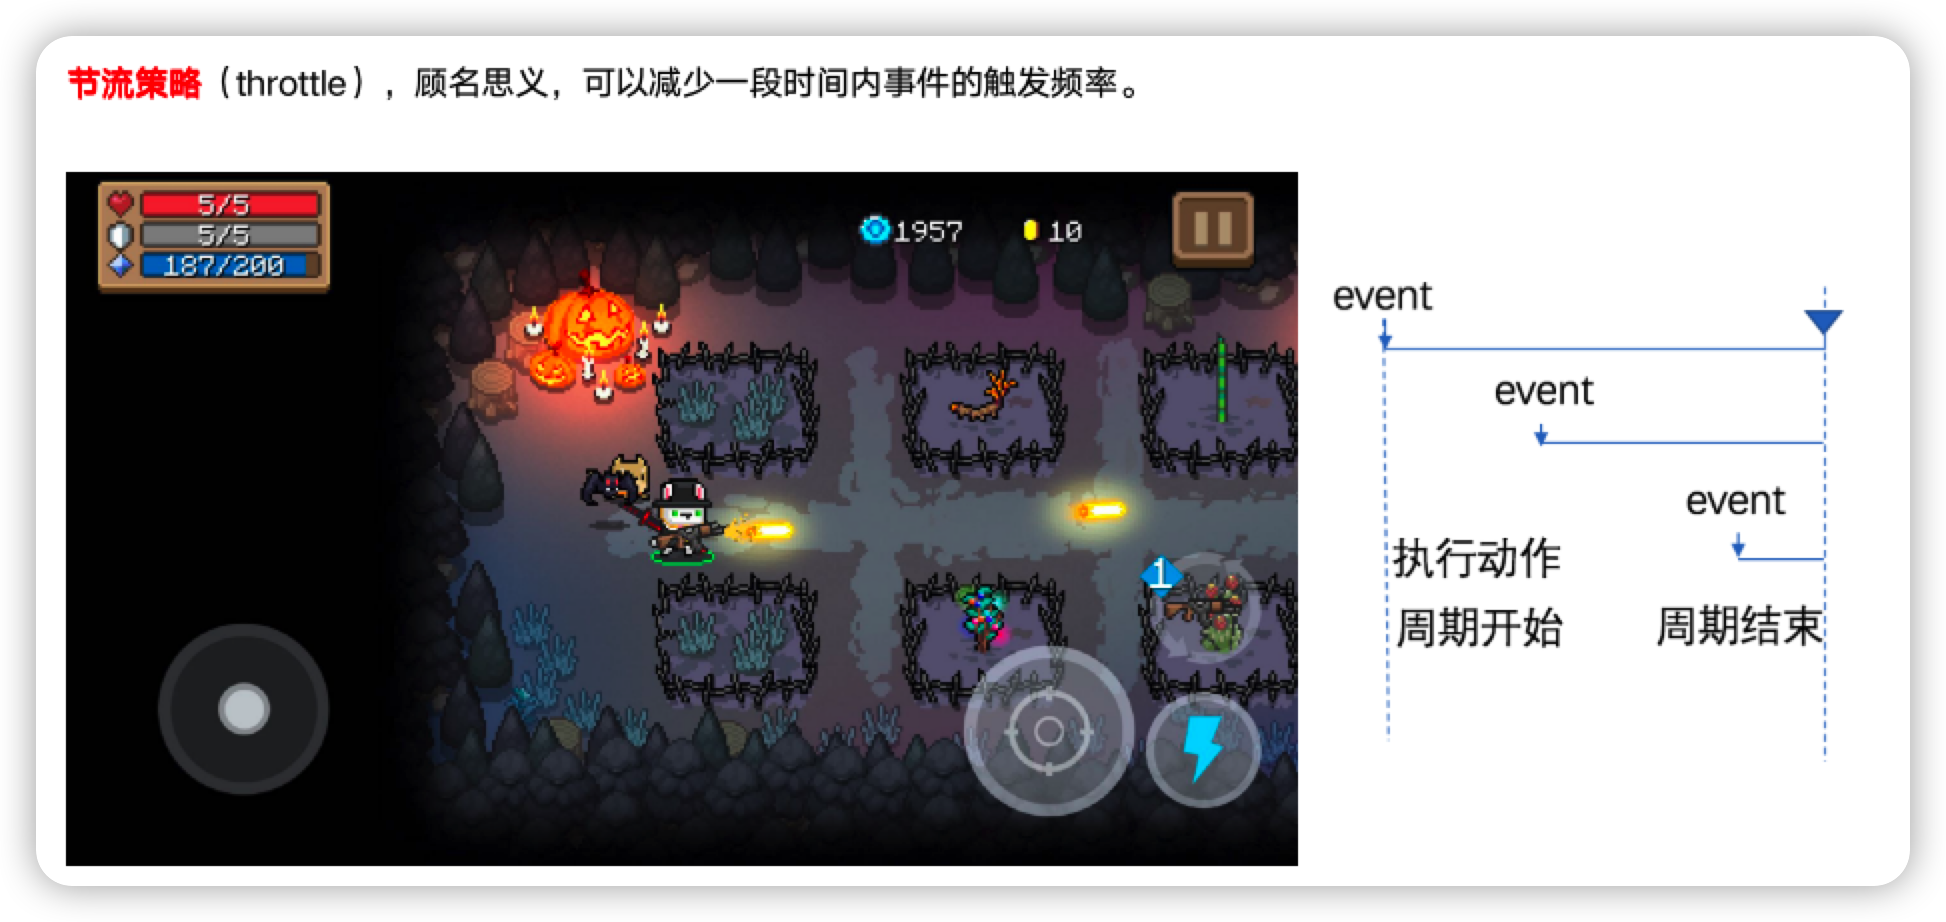 节流策略（throttle），顾名思义，可以减少一段时间内事件的触发频率。
5/5
5/5
187/200
1957
10
1
event
event
event
执行动作
周期开始
周期结束